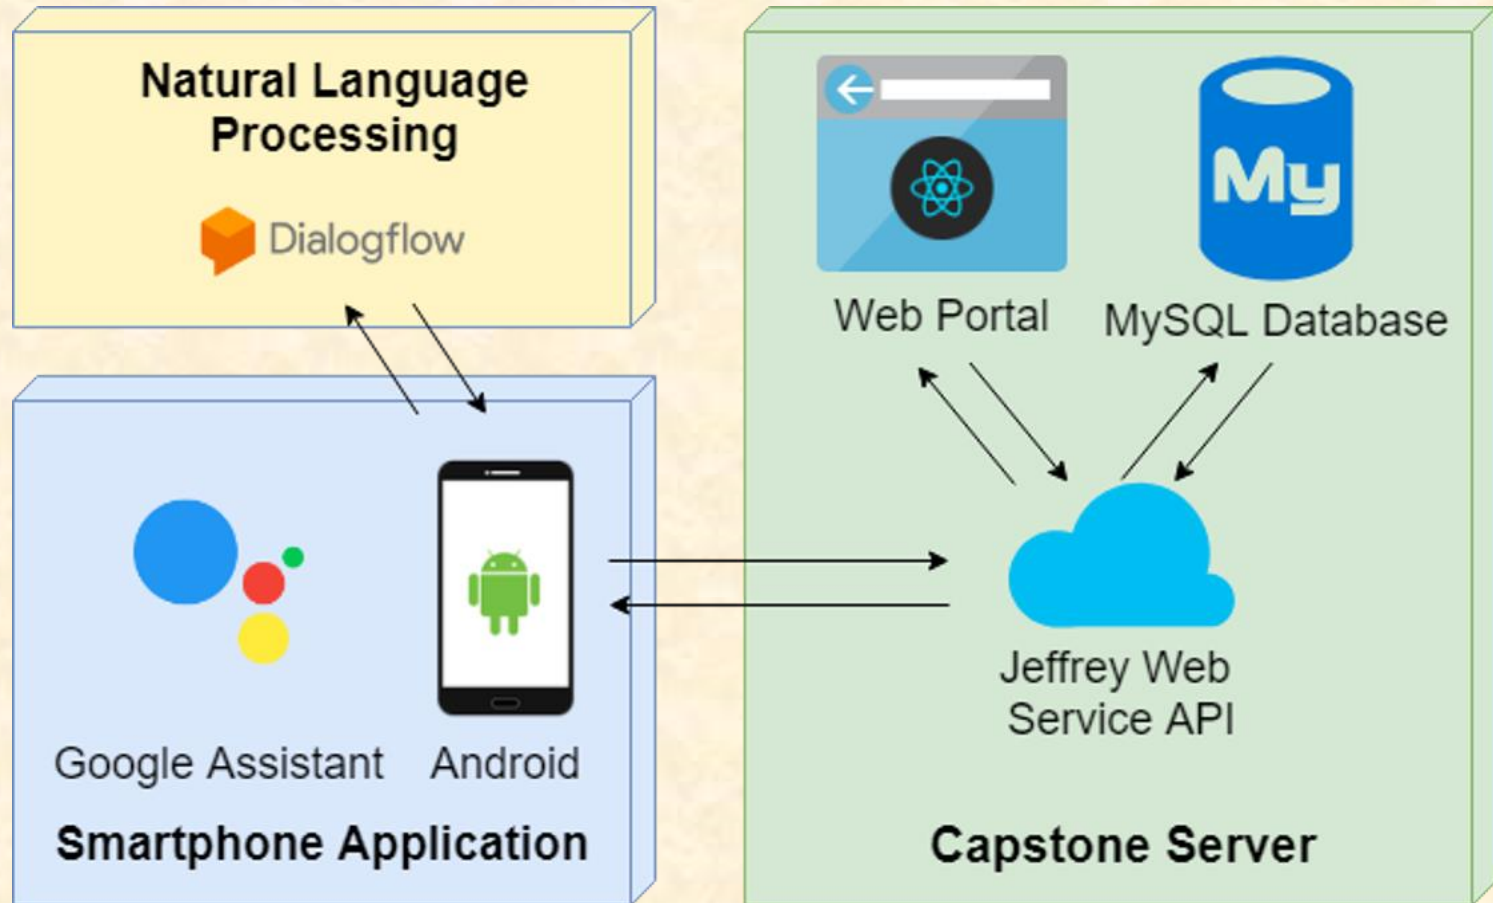 Natural Language
Processing
Dialogflow
Google Assistant
Android
Smartphone Application
Web Portal
My
MySQL Database
Jeffrey Web
Service API
Capstone Server